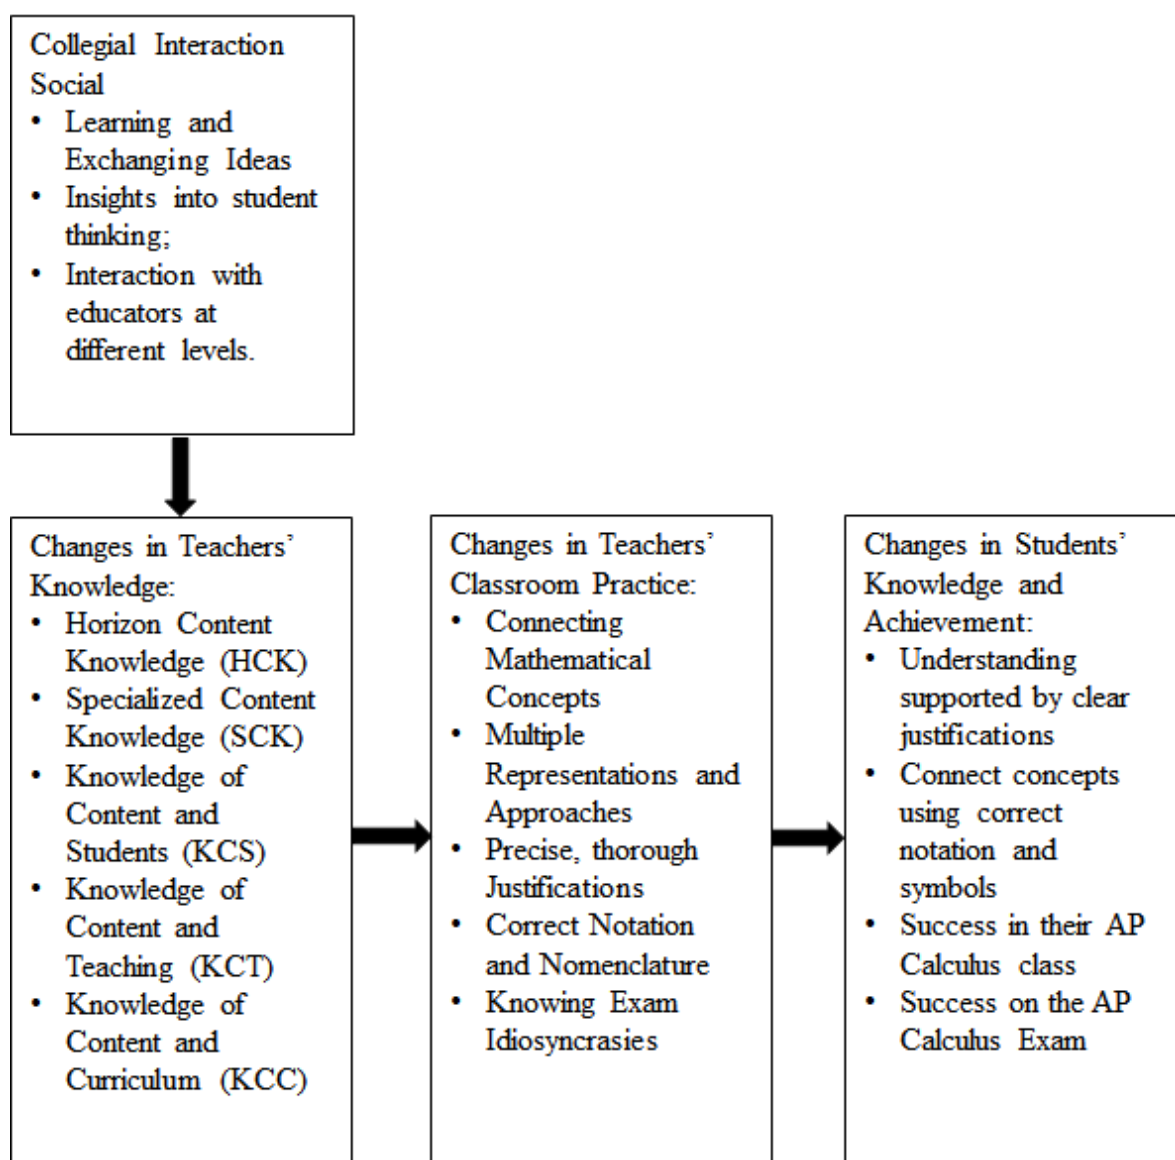 Collegial Interaction
Social
• Learning and
Exchanging Ideas
• Insights into student
thinking;
• Interaction with
educators at
different levels.
Changes in Teachers’
Knowledge:
• Horizon Content
Knowledge (HCK)
• Specialized Content
Knowledge (SCK)
• Knowledge of
Content and
Students (KCS)
• Knowledge of
Content and
Teaching (KCT)
• Knowledge of
Content and
Curriculum (KCC)
Changes in Teachers’
Classroom Practice:
• Connecting
Mathematical
Concepts
• Multiple
Representations and
Approaches
• Precise, thorough
Justifications
• Correct Notation
and Nomenclature
• Knowing Exam
Idiosyncrasies
Changes in Students’
Knowledge and
Achievement:
• Understanding
supported by clear
justifications
• Connect concepts
using correct
notation and
symbols
• Success in their AP
Calculus class
• Success on the AP
Calculus Exam